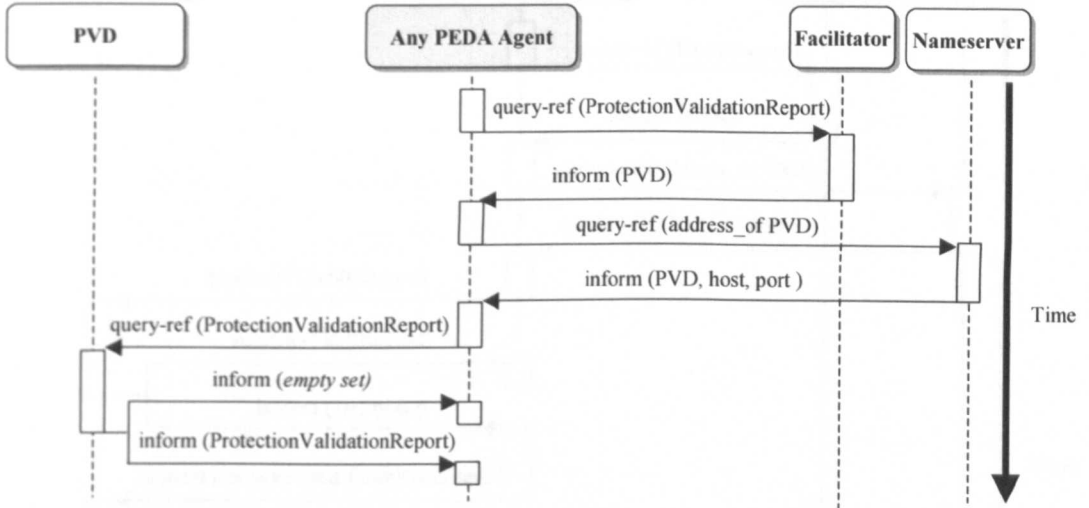 PVD
Any PEDA Agent
Facilitator
Nameserver
query-ref (ProtectionValidationReport)
inform (PVD)
query-ref (address_of PVD)
inform (PVD, host, port )
Time
query-ref (ProtectionValidationReport)
inform (empty set)
inform (ProtectionValidationReport)